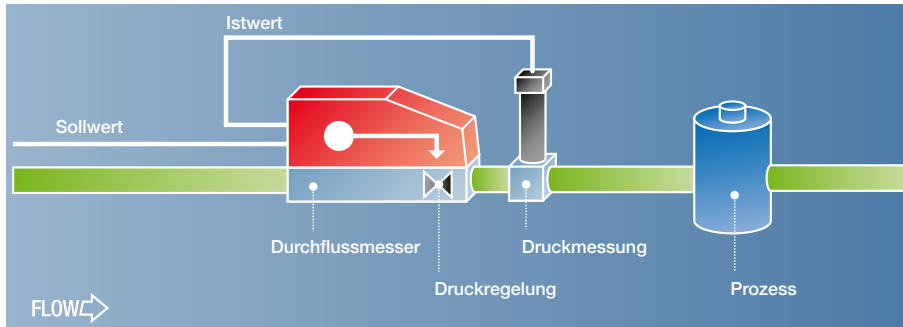 Istwert
Sollwert
Durchflussmesser
Druckmessung
Druckregelung
Prozess
FLOW